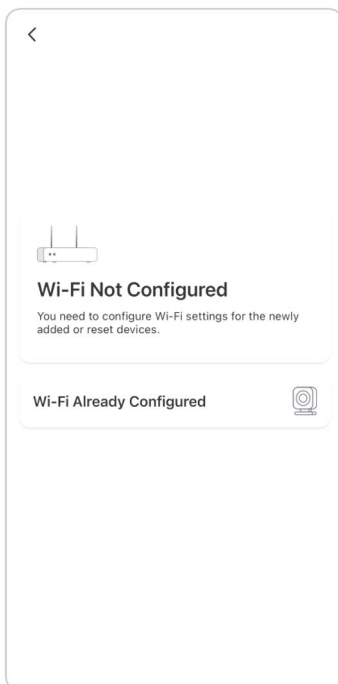 Wi-Fi Not Configured
You need to configure Wi-Fi settings for the newly
added or reset devices.
Wi-Fi Already Configured